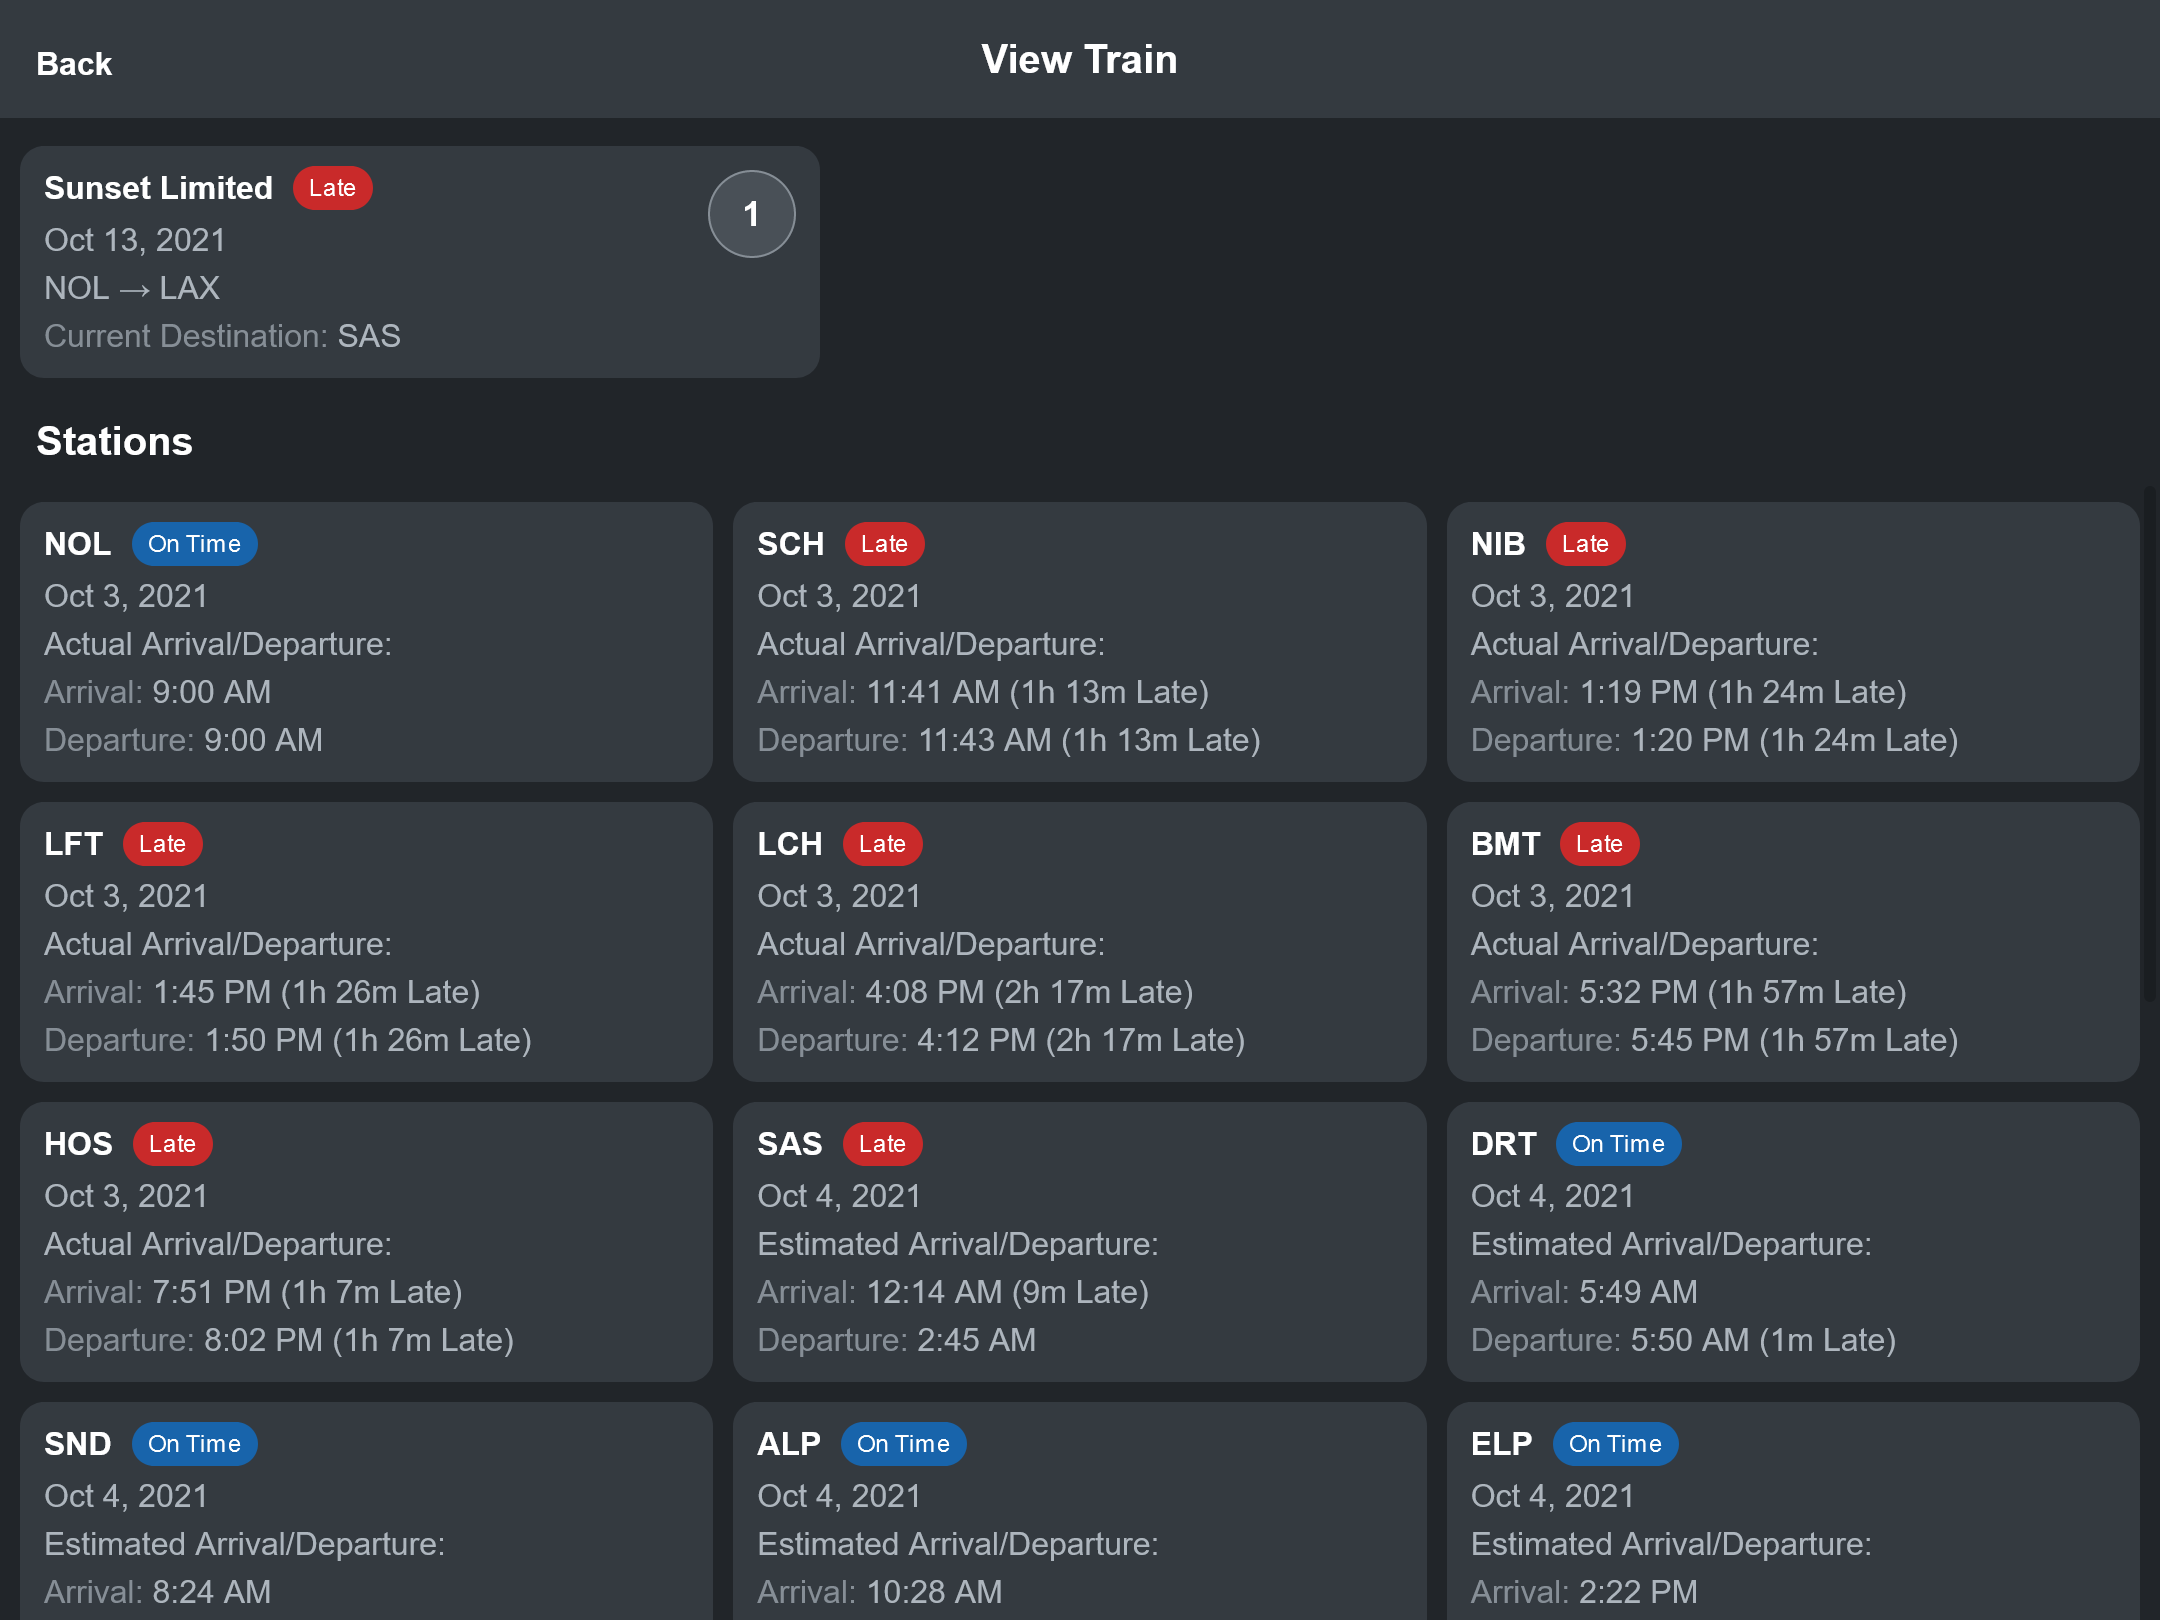 Back
View Train
Sunset Limited Late
1
Oct 13, 2021
NOL → LAX
Current Destination: SAS
Stations
NOL On Time
Oct 3, 2021
Actual Arrival/Departure:
Arrival: 9:00 AM
Departure: 9:00 AM
SCH Late
Oct 3, 2021
Actual Arrival/Departure:
Arrival: 11:41 AM (1h 13m Late)
Departure: 11:43 AM (1h 13m Late)
NIB Late
Oct 3, 2021
Actual Arrival/Departure:
Arrival: 1:19 PM (1h 24m Late)
Departure: 1:20 PM (1h 24m Late)
LFT Late
Oct 3, 2021
Actual Arrival/Departure:
Arrival: 1:45 PM (1h 26m Late)
Departure: 1:50 PM (1h 26m Late)
LCH Late
Oct 3, 2021
Actual Arrival/Departure:
Arrival: 4:08 PM (2h 17m Late)
Departure: 4:12 PM (2h 17m Late)
BMT Late
Oct 3, 2021
Actual Arrival/Departure:
Arrival: 5:32 PM (1h 57m Late)
Departure: 5:45 PM (1h 57m Late)
HOS Late
Oct 3, 2021
Actual Arrival/Departure:
Arrival: 7:51 PM (1h 7m Late)
Departure: 8:02 PM (1h 7m Late)
SAS Late
Oct 4, 2021
Estimated Arrival/Departure:
Arrival: 12:14 AM (9m Late)
Departure: 2:45 AM
DRT On Time
Oct 4, 2021
Estimated Arrival/Departure:
Arrival: 5:49 AM
Departure: 5:50 AM (1m Late)
SND On Time
Oct 4, 2021
Estimated Arrival/Departure:
Arrival: 8:24 AM
ALP On Time
Oct 4, 2021
Estimated Arrival/Departure:
Arrival: 10:28 AM
ELP On Time
Oct 4, 2021
Estimated Arrival/Departure:
Arrival: 2:22 PM